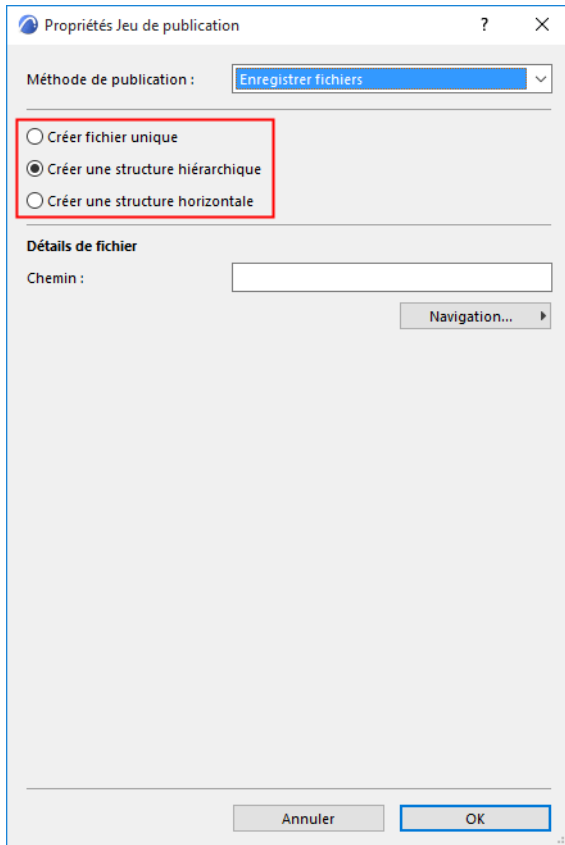 Propriétés Jeu de publication ?
Méthode de publication : Enregistrer fichiers
Créer fichier unique
Créer une structure hiérarchique
Créer une structure horizontale
Détails de fichier
Chemin :
Navigation...
Annuler OK